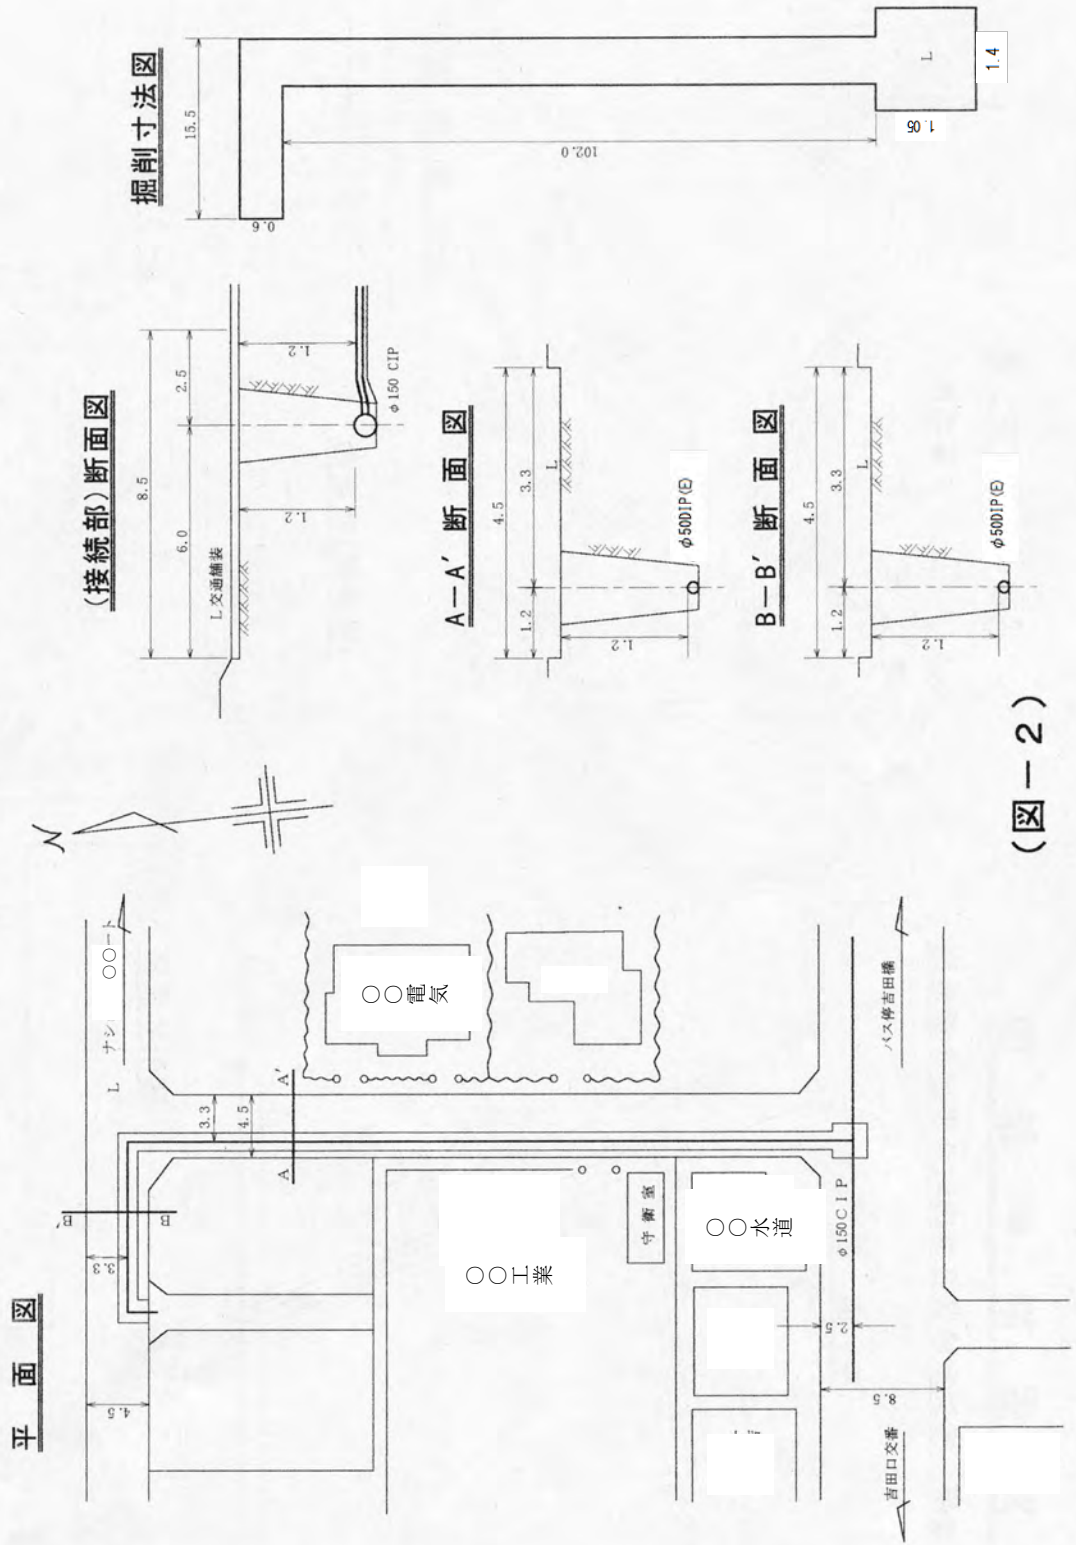 平面図
N
ナシ ○○ート
L
B'
B
3.3
4.5
4.5
3.3
A
A'
○○電気
○○工業
守衛室
○○水道
φ150CIP
2.5
8.5
バス停吉田橋
吉田口交番
(接続部)断面図
8.5
6.0
2.5
L交通舗装
1.2
1.2
φ150 CIP
A－A' 断面図
4.5
1.2
3.3
L
1.2
φ50DIP(E)
B－B' 断面図
4.5
1.2
3.3
L
1.2
φ50DIP(E)
掘削寸法図
15.5
0.6
102.0
L
1.05
1.4
(図－2)